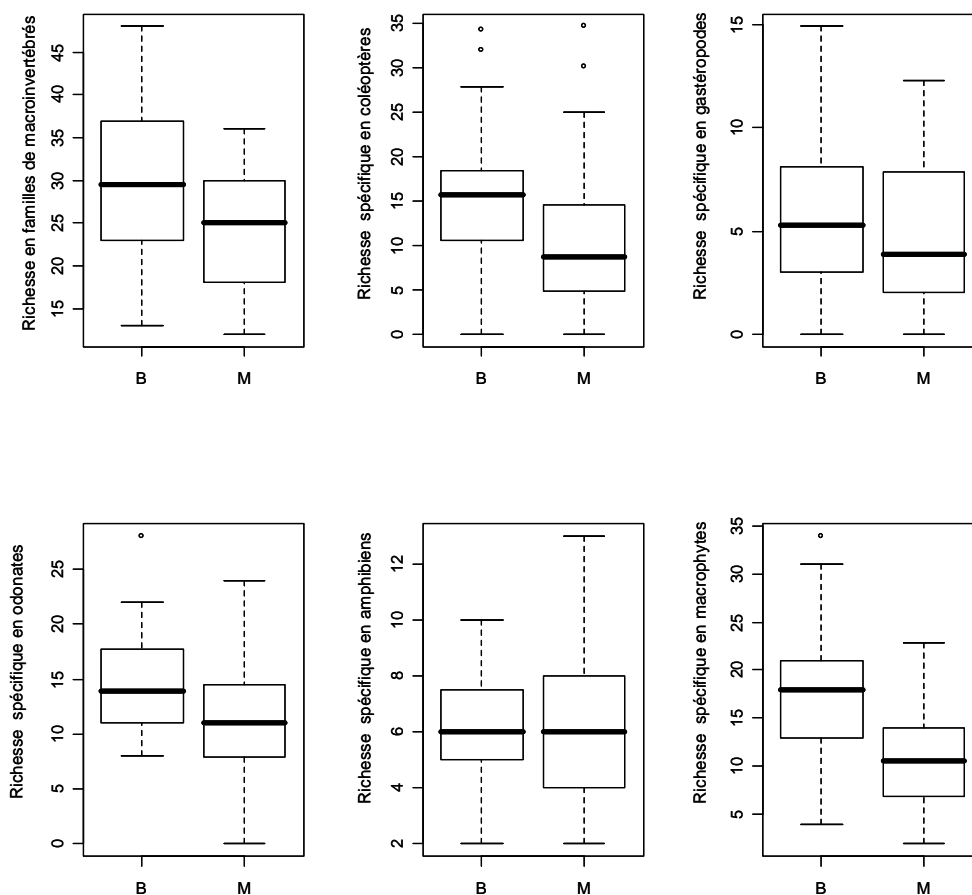 Richesse en familles de macroinvertébrés
15
20
25
30
35
40
45
B
M
Richesse spécifique en coléoptères
0
5
10
15
20
25
30
35
B
M
Richesse spécifique en gastéropodes
0
5
10
15
B
M
Richesse spécifique en odonates
0
5
10
15
20
25
B
M
Richesse spécifique en amphibiens
2
4
6
8
10
12
B
M
Richesse spécifique en macrophytes
5
10
15
20
25
30
35
B
M